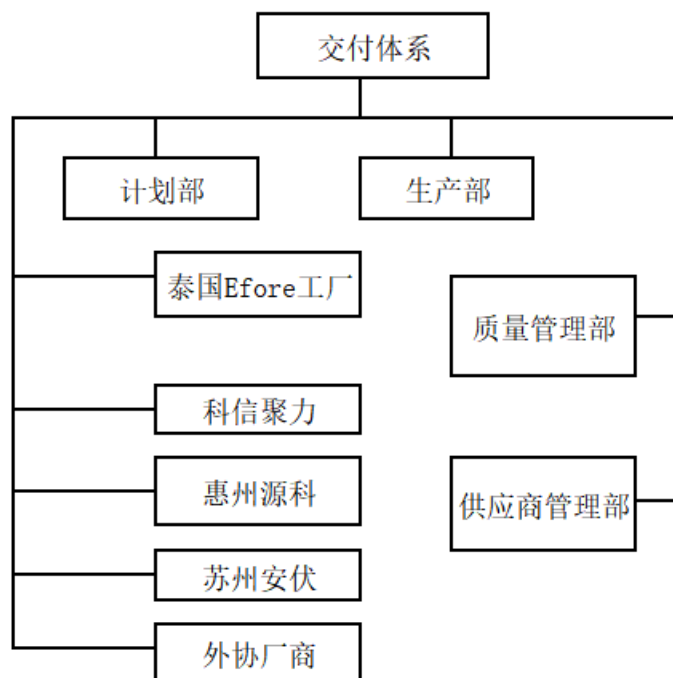 交付体系
计划部
生产部
泰国Efore工厂
质量管理部
科信聚力
惠州源科
供应商管理部
苏州安伏
外协厂商